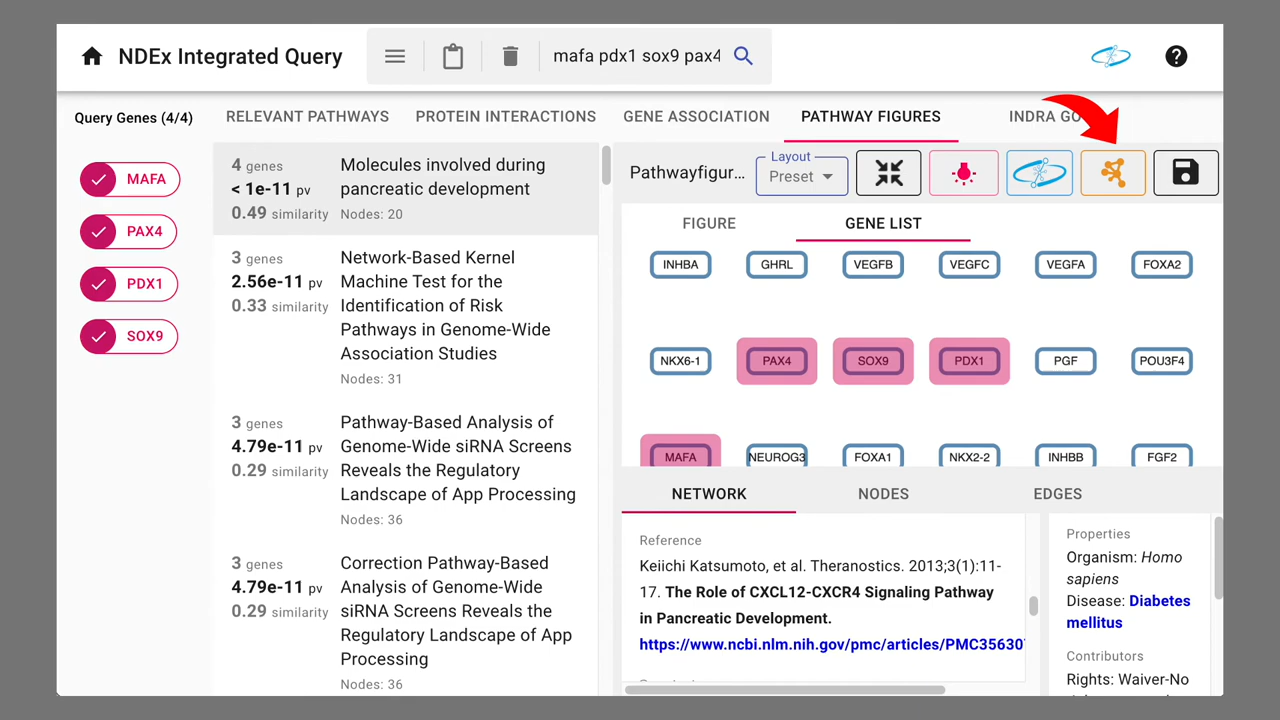 NDEx Integrated Query
mafa pdx1 sox9 pax4
Query Genes (4/4)
RELEVANT PATHWAYS
PROTEIN INTERACTIONS
GENE ASSOCIATION
PATHWAY FIGURES
INDRA GO
MAFA
PAX4
PDX1
SOX9
4 genes
< 1e-11 pv
0.49 similarity
Molecules involved during
pancreatic development
Nodes: 20
3 genes
2.56e-11 pv
0.33 similarity
Network-Based Kernel
Machine Test for the
Identification of Risk
Pathways in Genome-Wide
Association Studies
Nodes: 31
3 genes
4.79e-11 pv
0.29 similarity
Pathway-Based Analysis of
Genome-Wide siRNA Screens
Reveals the Regulatory
Landscape of App Processing
Nodes: 36
3 genes
4.79e-11 pv
0.29 similarity
Correction Pathway-Based
Analysis of Genome-Wide
siRNA Screens Reveals the
Regulatory Landscape of App
Processing
Nodes: 36
Pathwayfigur...
Layout
Preset
FIGURE
GENE LIST
INHBA
GHRL
VEGFB
VEGFC
VEGFA
FOXA2
NKX6-1
PAX4
SOX9
PDX1
PGF
POU3F4
MAFA
NEUROG3
FOXA1
NKX2-2
INHBB
FGF2
NETWORK
NODES
EDGES
Reference
Keiichi Katsumoto, et al. Theranostics. 2013;3(1):11-
17. The Role of CXCL12-CXCR4 Signaling Pathway
in Pancreatic Development.
https://www.ncbi.nlm.nih.gov/pmc/articles/PMC35630
Properties
Organism: Homo
sapiens
Disease: Diabetes
mellitus
Contributors
Rights: Waiver-No